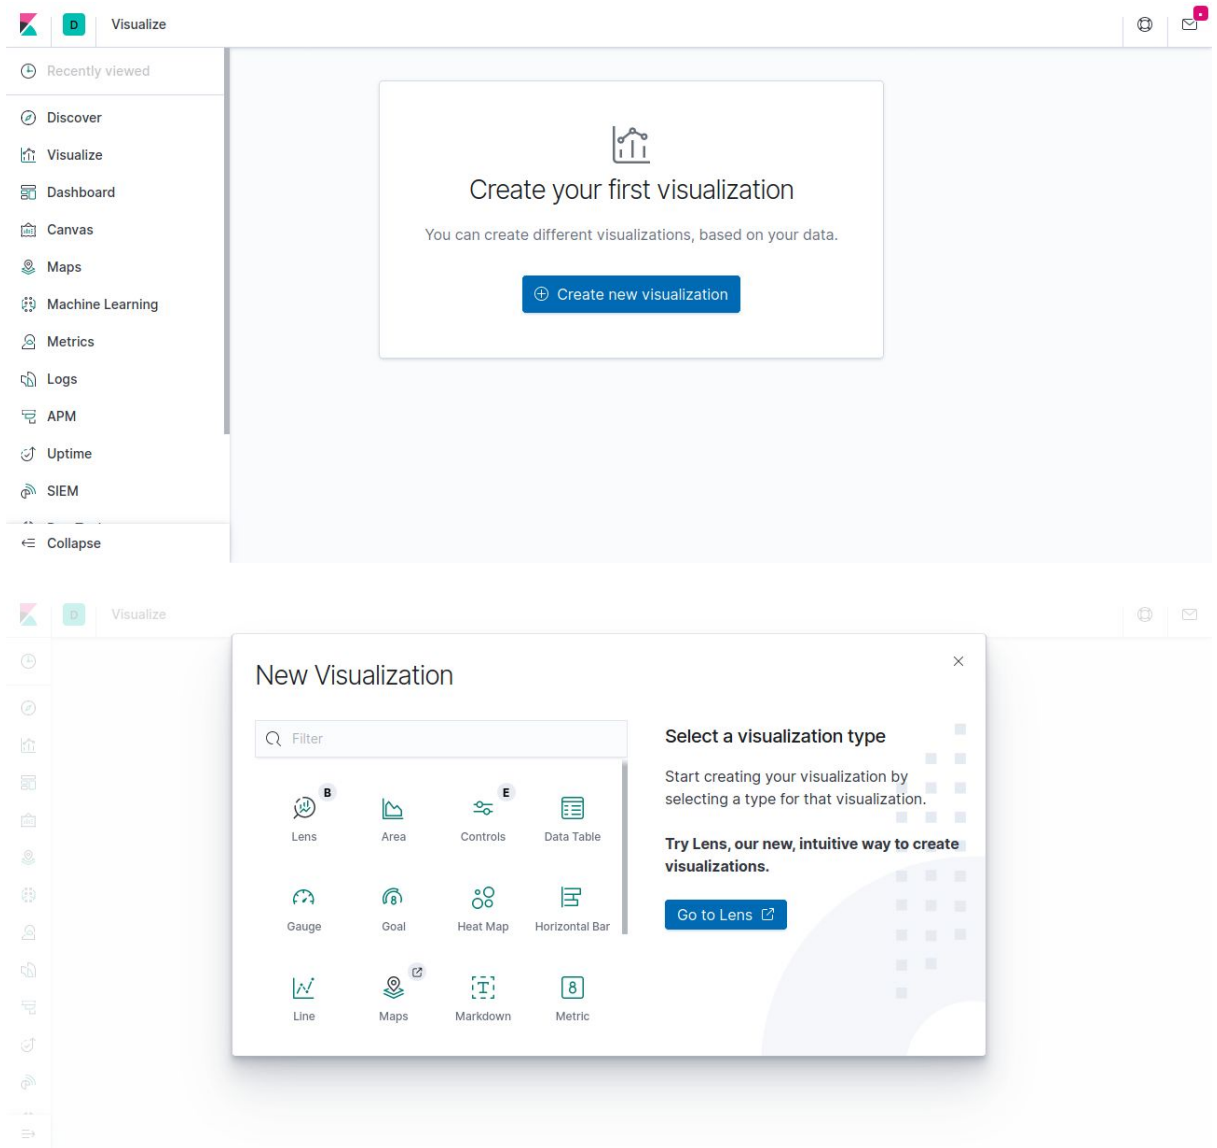 D Visualize
Recently viewed
Discover
Visualize
Dashboard
Canvas
Maps
Machine Learning
Metrics
Logs
APM
Uptime
SIEM
Collapse
Create your first visualization
You can create different visualizations, based on your data.
Create new visualization
D Visualize
New Visualization
Filter
B
E
Lens Area Controls Data Table
8
Gauge Goal Heat Map Horizontal Bar
T 8
Line Maps Markdown Metric
Select a visualization type
Start creating your visualization by
selecting a type for that visualization.
Try Lens, our new, intuitive way to create
visualizations.
Go to Lens